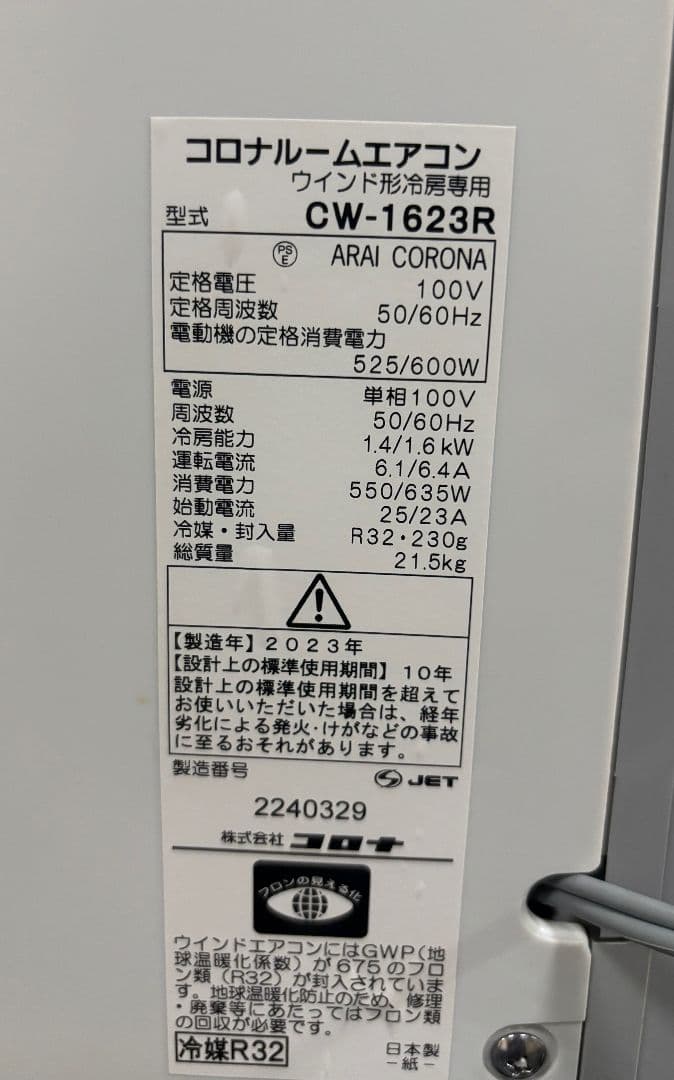 コロナルームエアコン
ウインド形冷房専用
型式 CW-1623R
PS E ARAI CORONA
定格電圧 100V
定格周波数 50/60Hz
電動機の定格消費電力
525/600W
電源 単相100V
周波数 50/60Hz
冷房能力 1.4/1.6kW
運転電流 6.1/6.4A
消費電力 550/635W
始動電流 25/23A
冷媒・封入量 R32・230g
総質量 21.5kg
【製造年】2023年
【設計上の標準使用期間】10年
設計上の標準使用期間を超えて
お使いいただいた場合は、経年
劣化による発火・けがなどの事故
に至るおそれがあります。
製造番号 JET
2240329
株式会社 コロナ
フロンの見える化
ウインドエアコンにはGWP(地
球温暖化係数)が675のフロ
ン類(R32)が封入されていま
す。地球温暖化防止のため、修理
・廃棄等にあたってはフロン類
の回収が必要です。
冷媒R32 日本製
-紙-